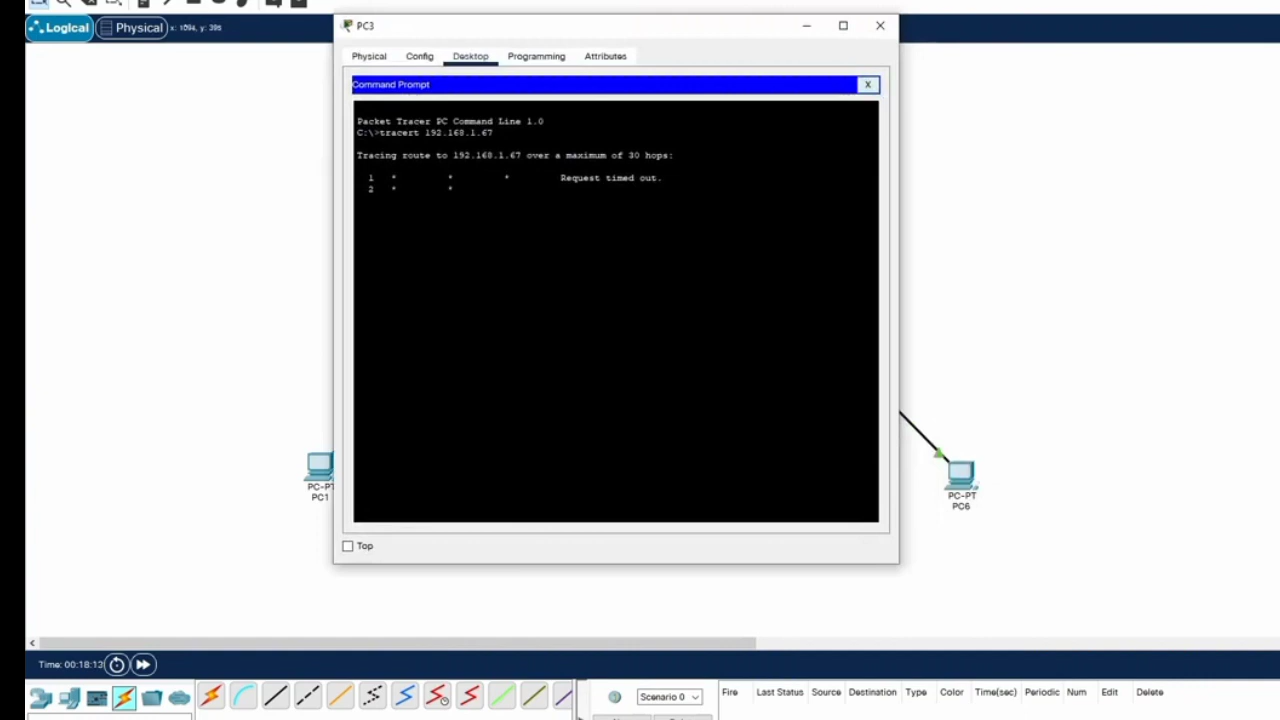 Logical Physical x: 1094, y: 395
PC3
Physical Config Desktop Programming Attributes
Command Prompt X
Packet Tracer PC Command Line 1.0
C:\>tracert 192.168.1.67
Tracing route to 192.168.1.67 over a maximum of 30 hops:
1 * * * Request timed out.
2 * *
PC-PT
PC1
PC-PT
PC6
Top
Time: 00:18:13
Scenario 0
Fire Last Status Source Destination Type Color Time(sec) Periodic Num Edit Delete